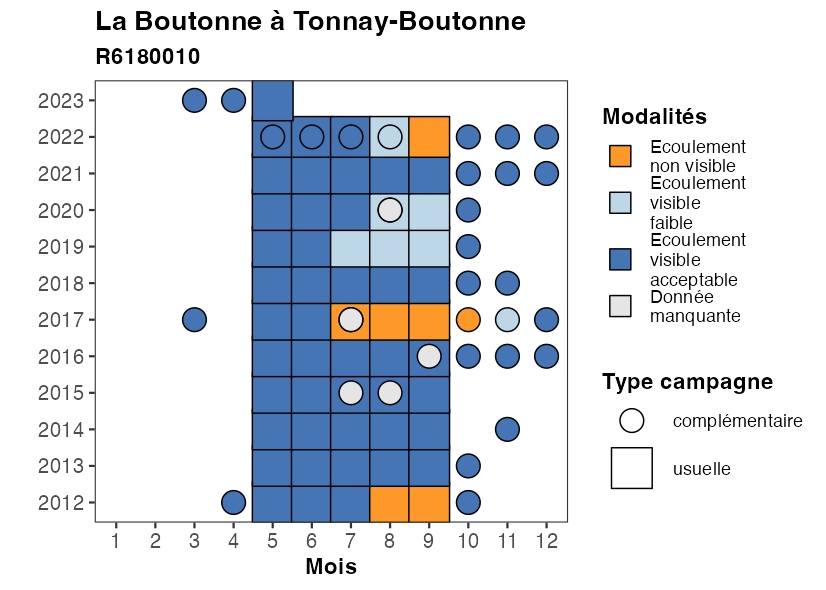 La Boutonne à Tonnay-Boutonne
R6180010
2023
2022
2021
2020
2019
2018
2017
2016
2015
2014
2013
2012
1 2 3 4 5 6 7 8 9 10 11 12
Mois
Modalités
Ecoulement
non visible
Ecoulement
visible
faible
Ecoulement
visible
acceptable
Donnée
manquante
Type campagne
complémentaire
usuelle